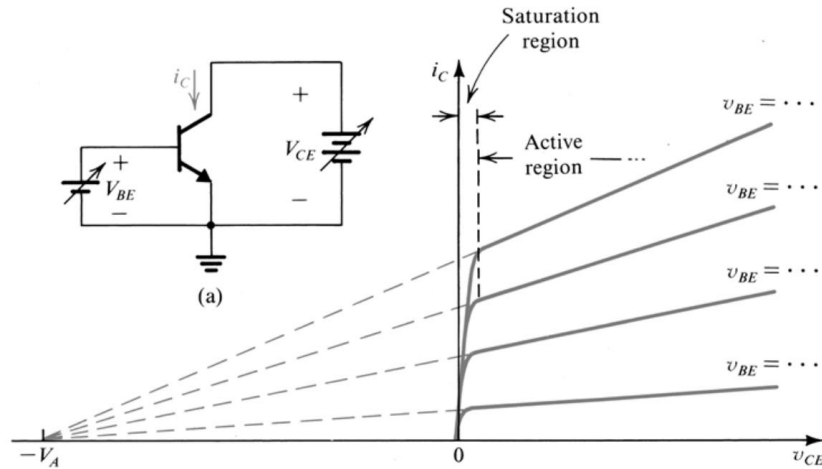 Saturation
region
i_C
i_C
v_BE = · · ·
+
+
Active
region
···
V_CE
V_BE
v_BE = · · ·
−
−
(a)
v_BE = · · ·
v_BE = · · ·
−V_A
0
v_CE